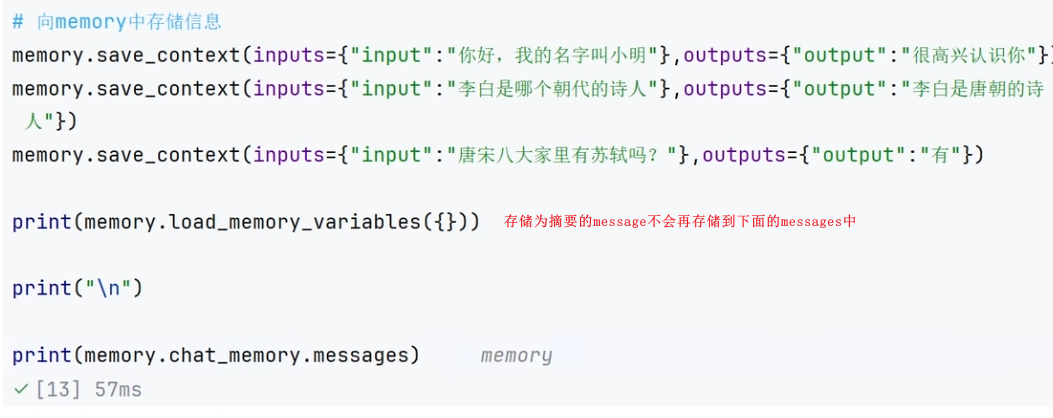 # 向memory中存储信息
memory.save_context(inputs={"input":"你好，我的名字叫小明"},outputs={"output":"很高兴认识你"})
memory.save_context(inputs={"input":"李白是哪个朝代的诗人"},outputs={"output":"李白是唐朝的诗
人"})
memory.save_context(inputs={"input":"唐宋八大家里有苏轼吗？"},outputs={"output":"有"})
print(memory.load_memory_variables({})) 存储为摘要的message不会再存储到下面的messages中
print("\n")
print(memory.chat_memory.messages) memory
[13] 57ms